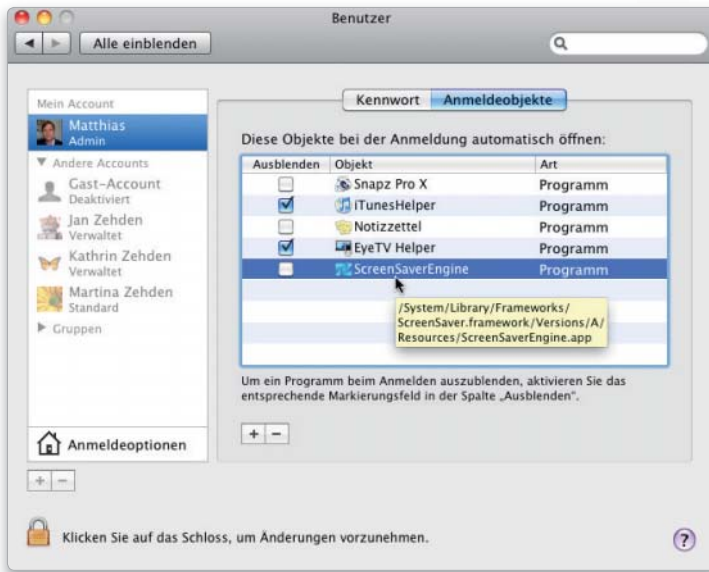 Benutzer
Alle einblenden
Mein Account
Matthias
Admin
Andere Accounts
Gast-Account
Deaktiviert
Jan Zehden
Verwaltet
Kathrin Zehden
Verwaltet
Martina Zehden
Standard
Gruppen
Anmeldeoptionen
+ −
Kennwort Anmeldeobjekte
Diese Objekte bei der Anmeldung automatisch öffnen:
Ausblenden Objekt Art
Snapz Pro X Programm
iTunesHelper Programm
Notizzettel Programm
EyeTV Helper Programm
ScreenSaverEngine Programm
/System/Library/Frameworks/
ScreenSaver.framework/Versions/A/
Resources/ScreenSaverEngine.app
Um ein Programm beim Anmelden auszublenden, aktivieren Sie das
entsprechende Markierungsfeld in der Spalte „Ausblenden“.
+ −
Klicken Sie auf das Schloss, um Änderungen vorzunehmen.
?